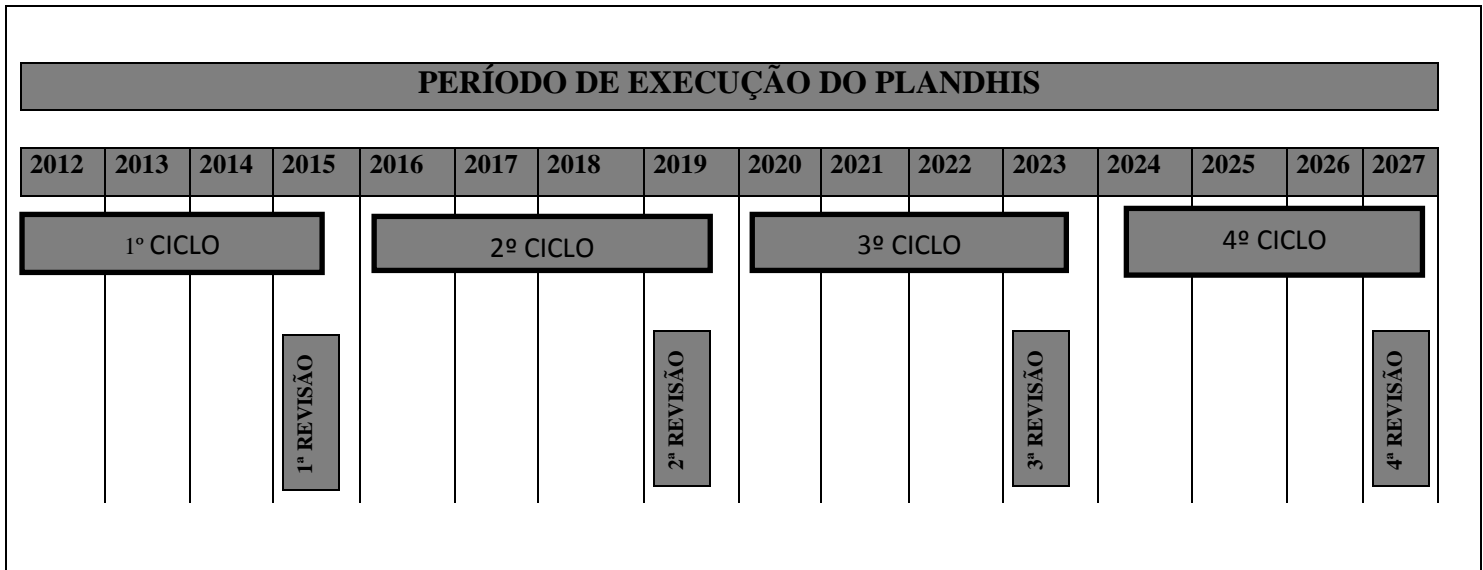 PERÍODO DE EXECUÇÃO DO PLANDHIS
2012 2013 2014 2015 2016 2017 2018 2019 2020 2021 2022 2023 2024 2025 2026 2027
1º CICLO 2º CICLO 3º CICLO 4º CICLO
1ª REVISÃO
2ª REVISÃO
3ª REVISÃO
4ª REVISÃO